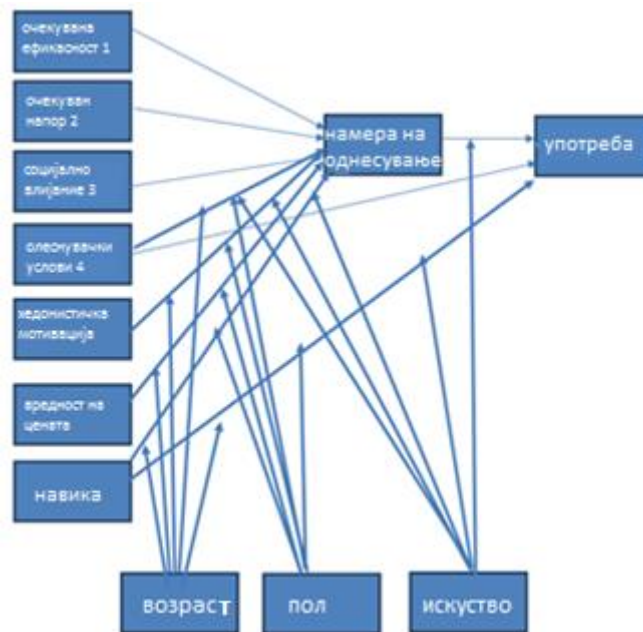 очекувана
ефикасност 1
очекуван
напор 2
социјално
влијание 3
олеснувачки
услови 4
хедонистичка
мотивација
вредност на
цената
навика
намера на
однесување
употреба
возраст
пол
искуство